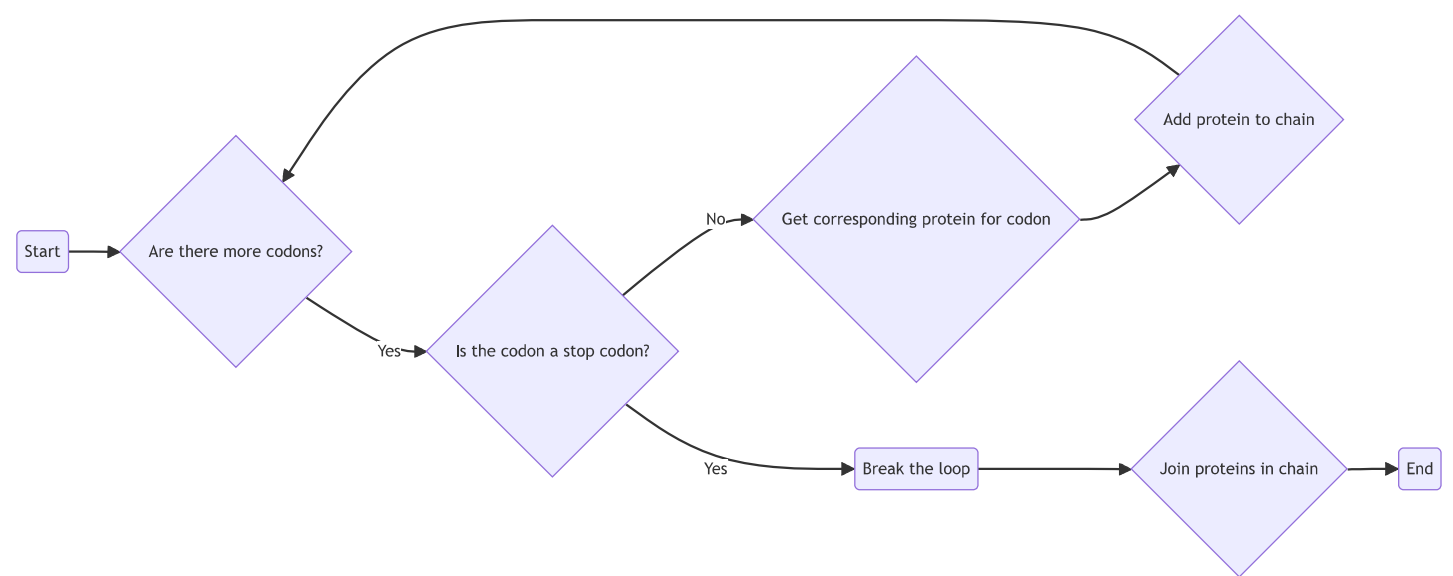 Start
Are there more codons?
Yes
Is the codon a stop codon?
No
Get corresponding protein for codon
Add protein to chain
Yes
Break the loop
Join proteins in chain
End